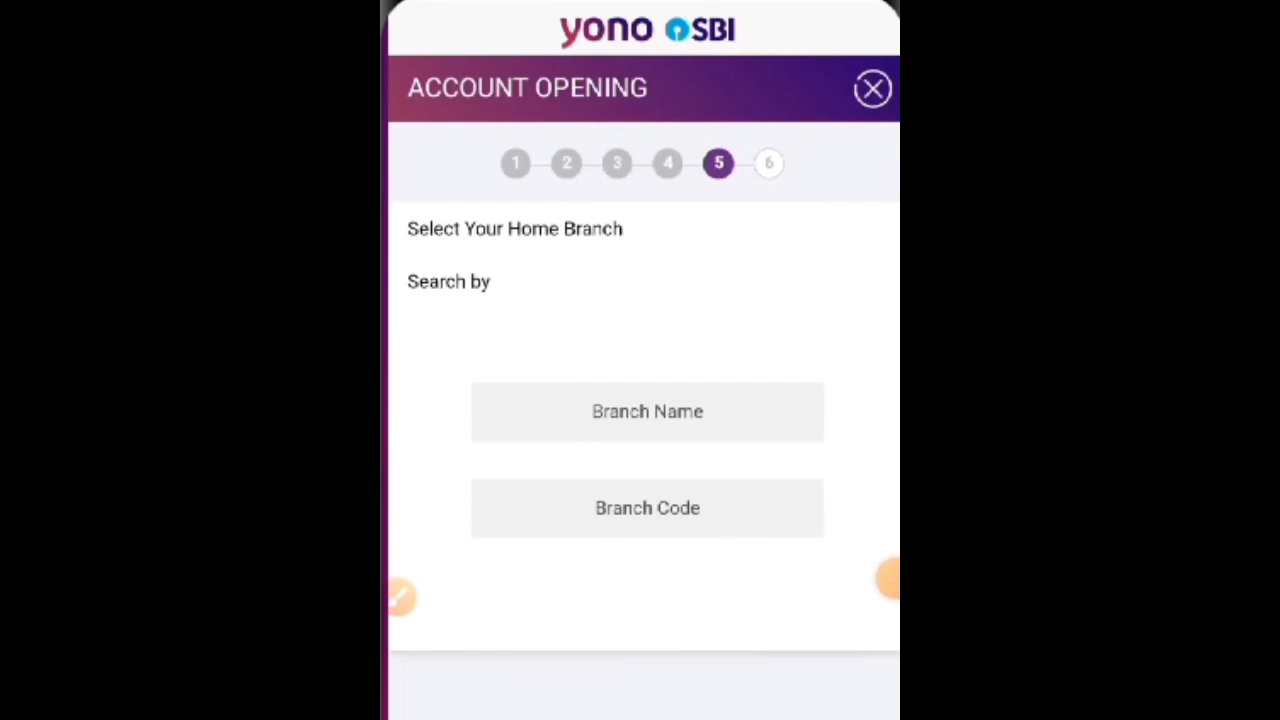 yono SBI
ACCOUNT OPENING
1 2 3 4 5 6
Select Your Home Branch
Search by
Branch Name
Branch Code